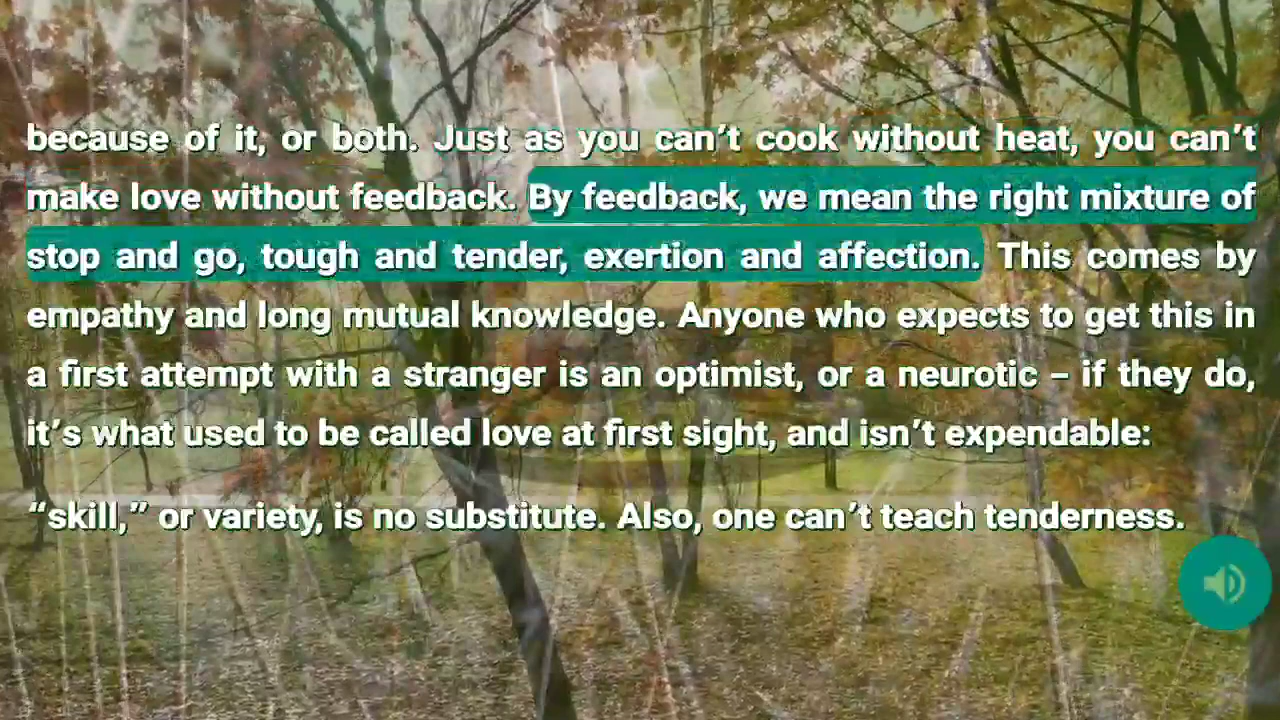 because of it, or both. Just as you can’t cook without heat, you can’t
make love without feedback. By feedback, we mean the right mixture of
stop and go, tough and tender, exertion and affection. This comes by
empathy and long mutual knowledge. Anyone who expects to get this in
a first attempt with a stranger is an optimist, or a neurotic – if they do,
it’s what used to be called love at first sight, and isn’t expendable:
“skill,” or variety, is no substitute. Also, one can’t teach tenderness.